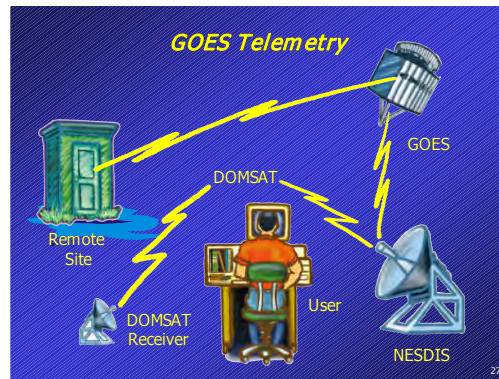 GOES Telemetry
GOES
DOMSAT
Remote
Site
User
DOMSAT
Receiver
NESDIS
27